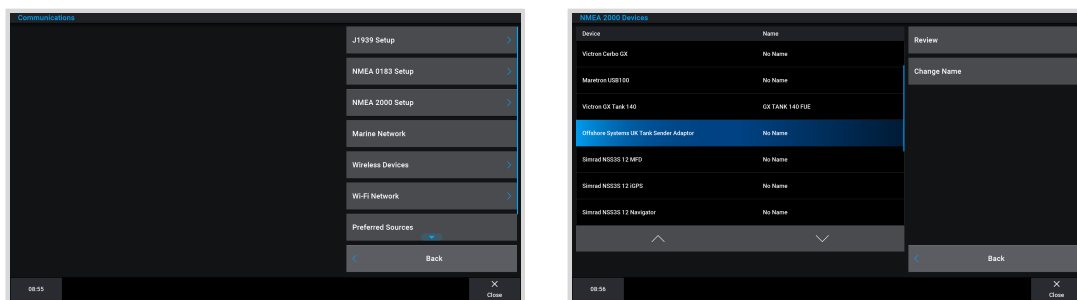 Communications
J1939 Setup
NMEA 0183 Setup
NMEA 2000 Setup
Marine Network
Wireless Devices
Wi-Fi Network
Preferred Sources
Back
08:55
Close
NMEA 2000 Devices
Device Name
Victron Cerbo GX No Name
Maretron USB100 No Name
Victron GX Tank 140 GX TANK 140 FUE
Offshore Systems UK Tank Sender Adaptor No Name
Simrad NSS3S 12 MFD No Name
Simrad NSS3S 12 iGPS No Name
Simrad NSS3S 12 Navigator No Name
Review
Change Name
Back
08:56
Close